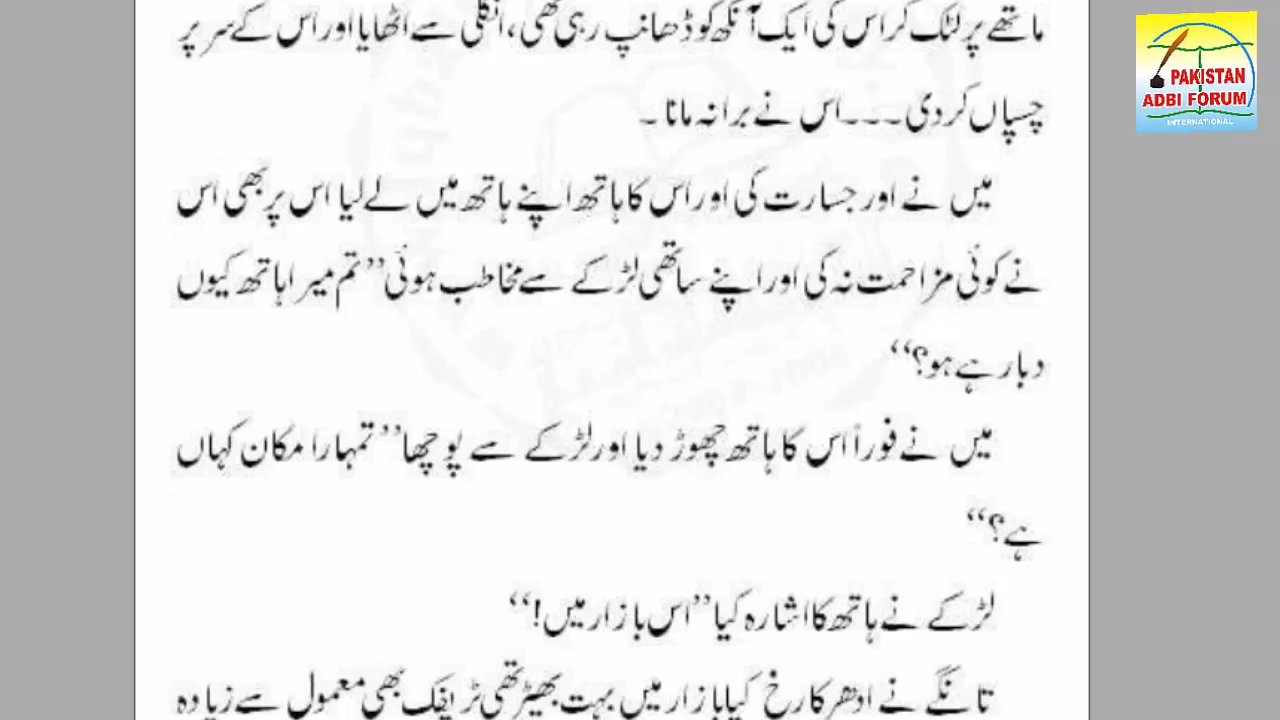 ماتھے پر لٹک کر اس کی ایک آنکھ کو ڈھانپ رہی تھی، انگلی سے اٹھایا اور اس کے سر پر
چسپاں کر دی ۔۔۔ اس نے برا نہ مانا ۔
میں نے اور جسارت کی اور اس کا ہاتھ اپنے ہاتھ میں لے لیا اس پر بھی اس
نے کوئی مزاحمت نہ کی اور اپنے ساتھی لڑکے سے مخاطب ہوئی ’’تم میرا ہاتھ کیوں
دبا رہے ہو؟‘‘
میں نے فوراً اس کا ہاتھ چھوڑ دیا اور لڑکے سے پوچھا ’’تمہارا مکان کہاں
ہے؟‘‘
لڑکے نے ہاتھ کا اشارہ کیا ’’اس بازار میں!‘‘
تانگے نے ادھر کا رخ کیا بازار میں بہت بھیڑ تھی ٹریفک بھی معمول سے زیادہ
PAKISTAN
ADBI FORUM
INTERNATIONAL